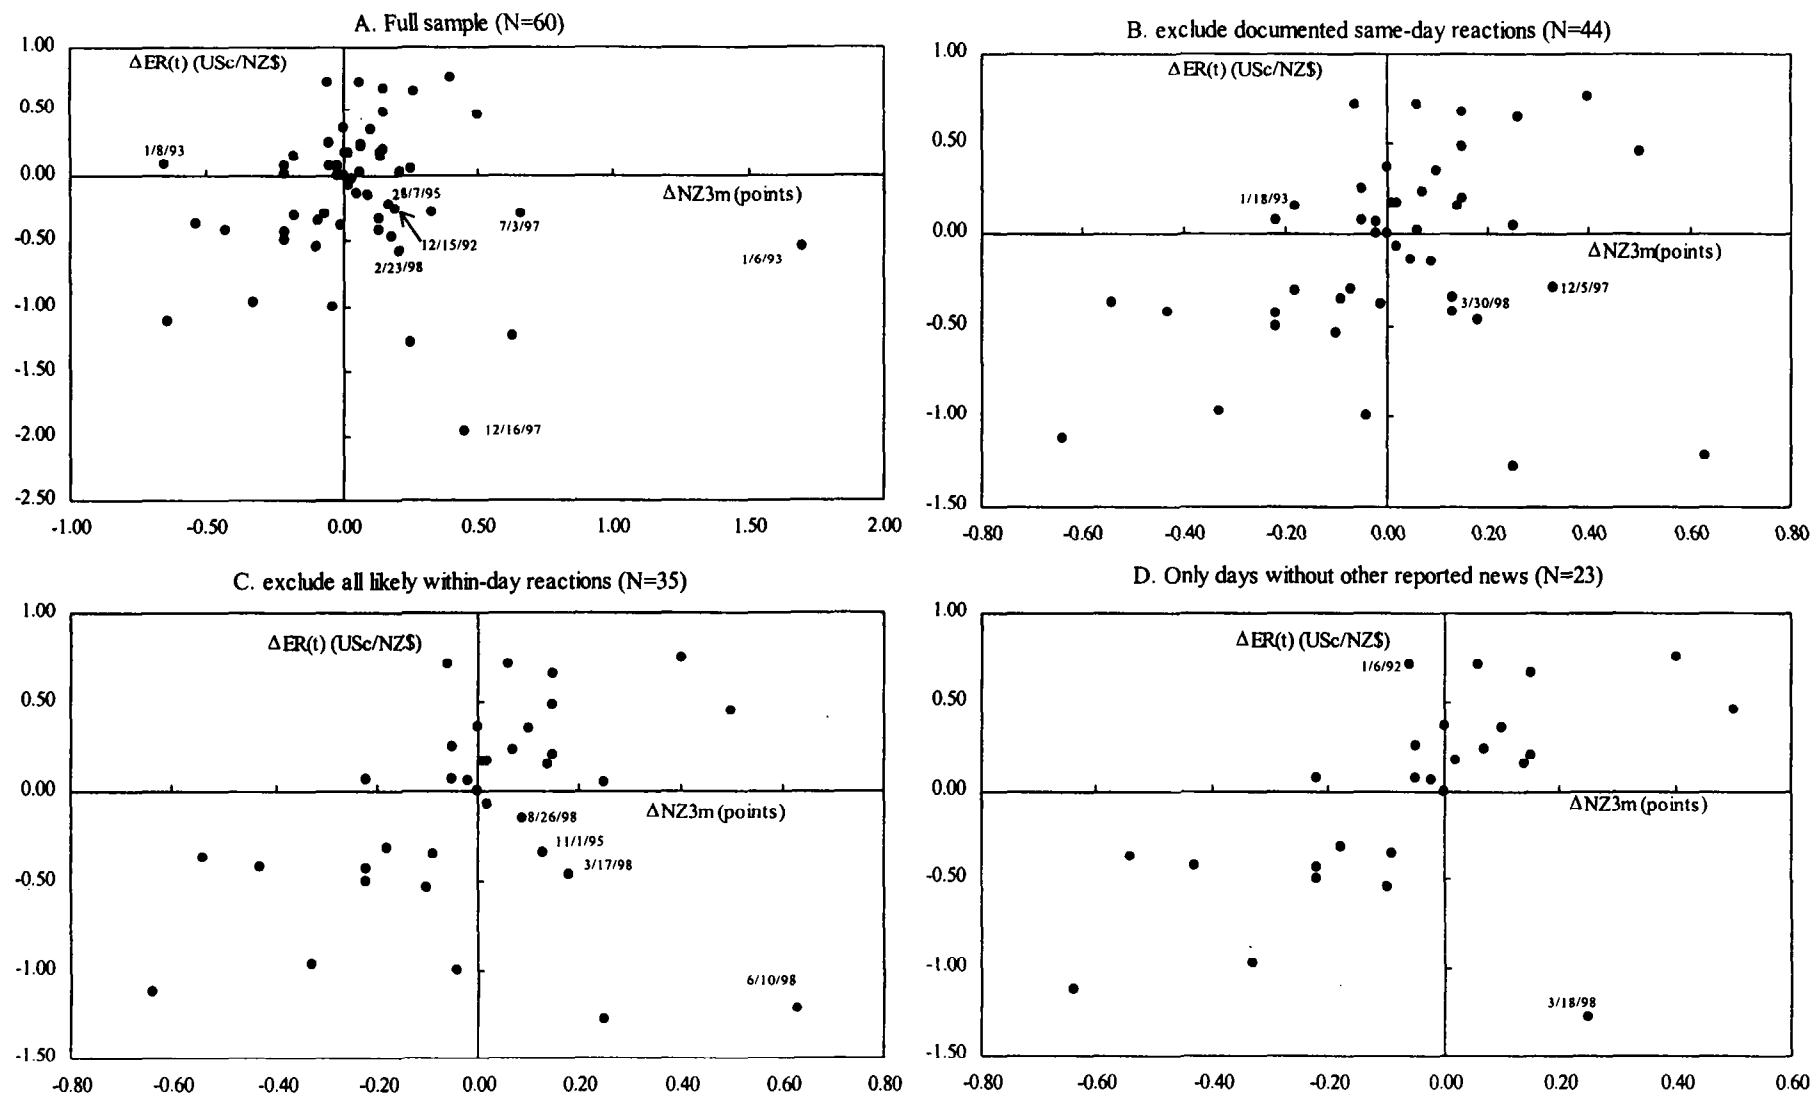 A. Full sample (N=60)
1.00
ΔER(t) (USc/NZ$)
0.50
1/8/93
0.00
28/7/95
ΔNZ3m (points)
7/3/97
-0.50
12/15/92
1/6/93
2/23/98
-1.00
-1.50
-2.00
12/16/97
-2.50
-1.00 -0.50 0.00 0.50 1.00 1.50 2.00
B. exclude documented same-day reactions (N=44)
1.00
ΔER(t) (USc/NZ$)
0.50
1/18/93
0.00
ΔNZ3m(points)
12/5/97
3/30/98
-0.50
-1.00
-1.50
-0.80 -0.60 -0.40 -0.20 0.00 0.20 0.40 0.60 0.80
C. exclude all likely within-day reactions (N=35)
1.00
ΔER(t) (USc/NZ$)
0.50
0.00
ΔNZ3m (points)
8/26/98
11/1/95
3/17/98
-0.50
-1.00
6/10/98
-1.50
-0.80 -0.60 -0.40 -0.20 0.00 0.20 0.40 0.60 0.80
D. Only days without other reported news (N=23)
1.00
ΔER(t) (USc/NZ$)
1/6/92
0.50
0.00
ΔNZ3m (points)
-0.50
-1.00
3/18/98
-1.50
-0.80 -0.60 -0.40 -0.20 0.00 0.20 0.40 0.60